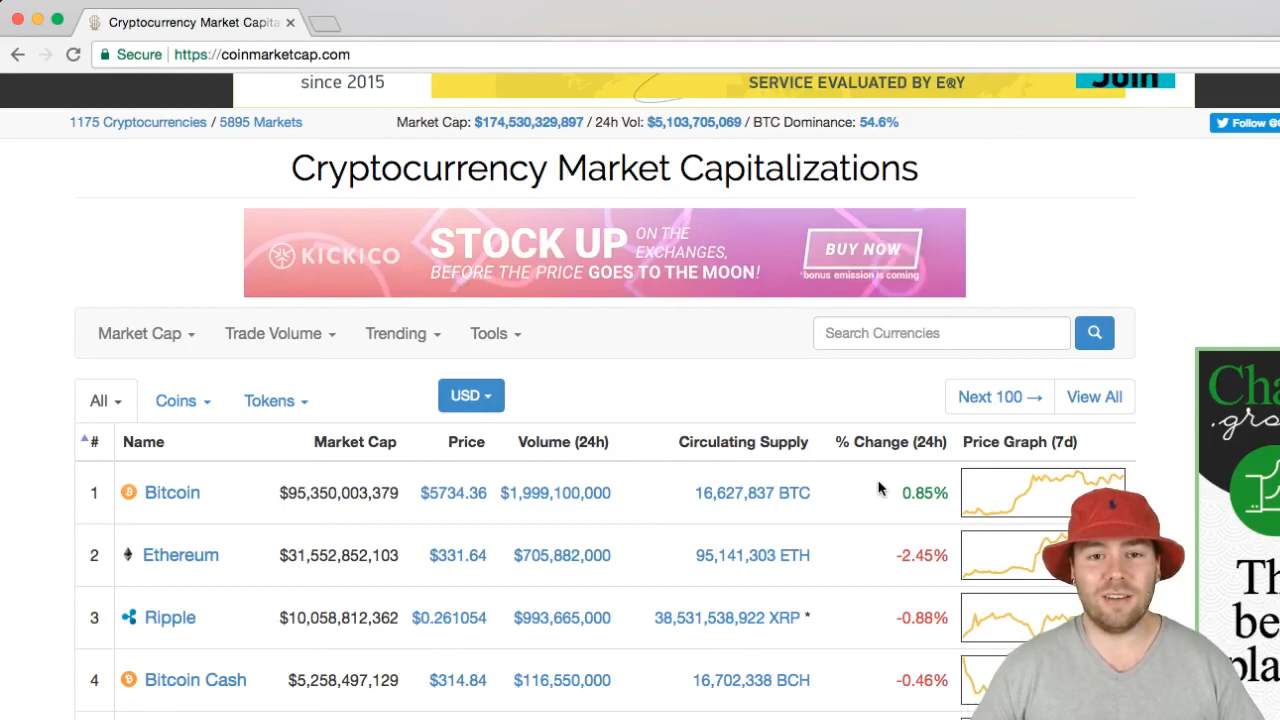 Cryptocurrency Market Capita
Secure https://coinmarketcap.com
since 2015
SERVICE EVALUATED BY E&Y
Join
1175 Cryptocurrencies / 5895 Markets
Market Cap: $174,530,329,897 / 24h Vol: $5,103,705,069 / BTC Dominance: 54.6%
Follow
Cryptocurrency Market Capitalizations
KICKICO
STOCK UP ON THE EXCHANGES,
BEFORE THE PRICE GOES TO THE MOON!
BUY NOW
*bonus emission is coming
Market Cap Trade Volume Trending Tools Search Currencies
All Coins Tokens USD Next 100 → View All
# Name Market Cap Price Volume (24h) Circulating Supply % Change (24h) Price Graph (7d)
1 Bitcoin $95,350,003,379 $5734.36 $1,999,100,000 16,627,837 BTC 0.85%
2 Ethereum $31,552,852,103 $331.64 $705,882,000 95,141,303 ETH -2.45%
3 Ripple $10,058,812,362 $0.261054 $993,665,000 38,531,538,922 XRP * -0.88%
4 Bitcoin Cash $5,258,497,129 $314.84 $116,550,000 16,702,338 BCH -0.46%
Cha
.gro
Th
be
pla